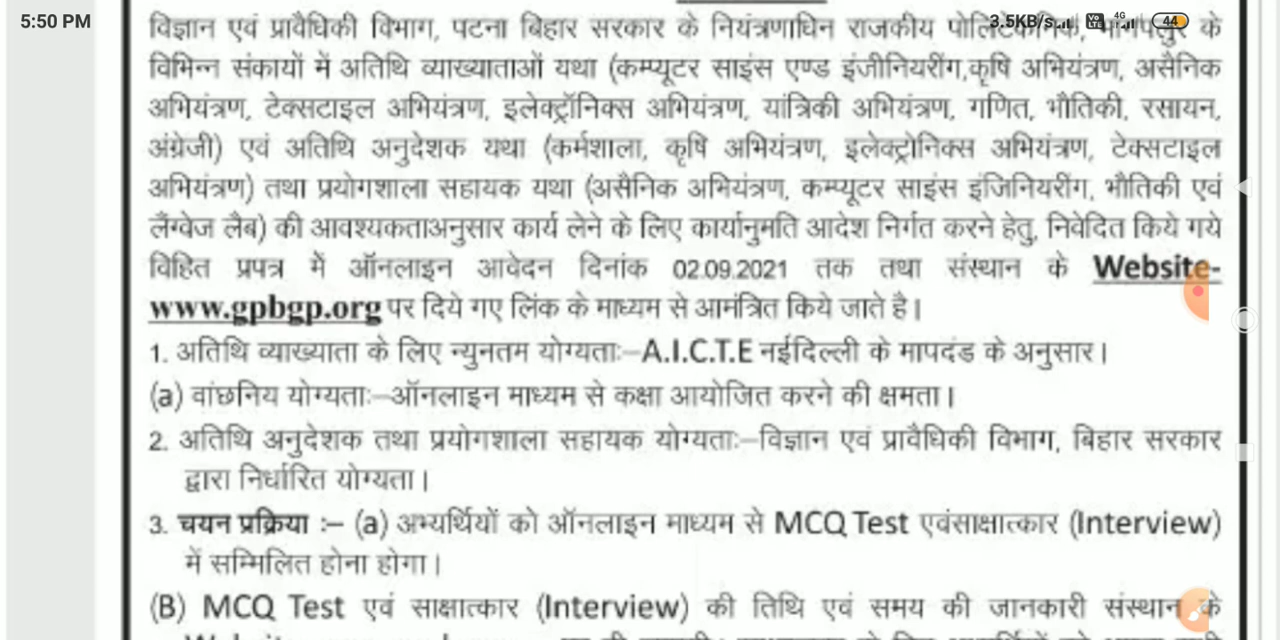 5:50 PM
3.5KB/s 4G 44
विज्ञान एवं प्रावैधिकी विभाग, पटना बिहार सरकार के नियंत्रणाधिन राजकीय पोलिटेकनिक, भागलपुर के
विभिन्न संकायों में अतिथि व्याख्याताओं यथा (कम्प्यूटर साइंस एण्ड इंजीनियरींग,कृषि अभियंत्रण, असैनिक
अभियंत्रण, टेक्सटाइल अभियंत्रण, इलेक्ट्रॉनिक्स अभियंत्रण, यांत्रिकी अभियंत्रण, गणित, भौतिकी, रसायन,
अंग्रेजी) एवं अतिथि अनुदेशक यथा (कर्मशाला, कृषि अभियंत्रण, इलेक्ट्रोनिक्स अभियंत्रण, टेक्सटाइल
अभियंत्रण) तथा प्रयोगशाला सहायक यथा (असैनिक अभियंत्रण, कम्प्यूटर साइंस इंजिनियरींग, भौतिकी एवं
लैंग्वेज लैब) की आवश्यकताअनुसार कार्य लेने के लिए कार्यानुमति आदेश निर्गत करने हेतु, निवेदित किये गये
विहित प्रपत्र में ऑनलाइन आवेदन दिनांक 02.09.2021 तक तथा संस्थान के Website-
www.gpbgp.org पर दिये गए लिंक के माध्यम से आमंत्रित किये जाते है।
1. अतिथि व्याख्याता के लिए न्युनतम योग्यताः–A.I.C.T.E नईदिल्ली के मापदंड के अनुसार।
(a) वांछनिय योग्यताः–ऑनलाइन माध्यम से कक्षा आयोजित करने की क्षमता।
2. अतिथि अनुदेशक तथा प्रयोगशाला सहायक योग्यताः–विज्ञान एवं प्रावैधिकी विभाग, बिहार सरकार
द्वारा निर्धारित योग्यता।
3. चयन प्रक्रिया :– (a) अभ्यर्थियों को ऑनलाइन माध्यम से MCQ Test एवंसाक्षात्कार (Interview)
में सम्मिलित होना होगा।
(B) MCQ Test एवं साक्षात्कार (Interview) की तिथि एवं समय की जानकारी संस्थान के